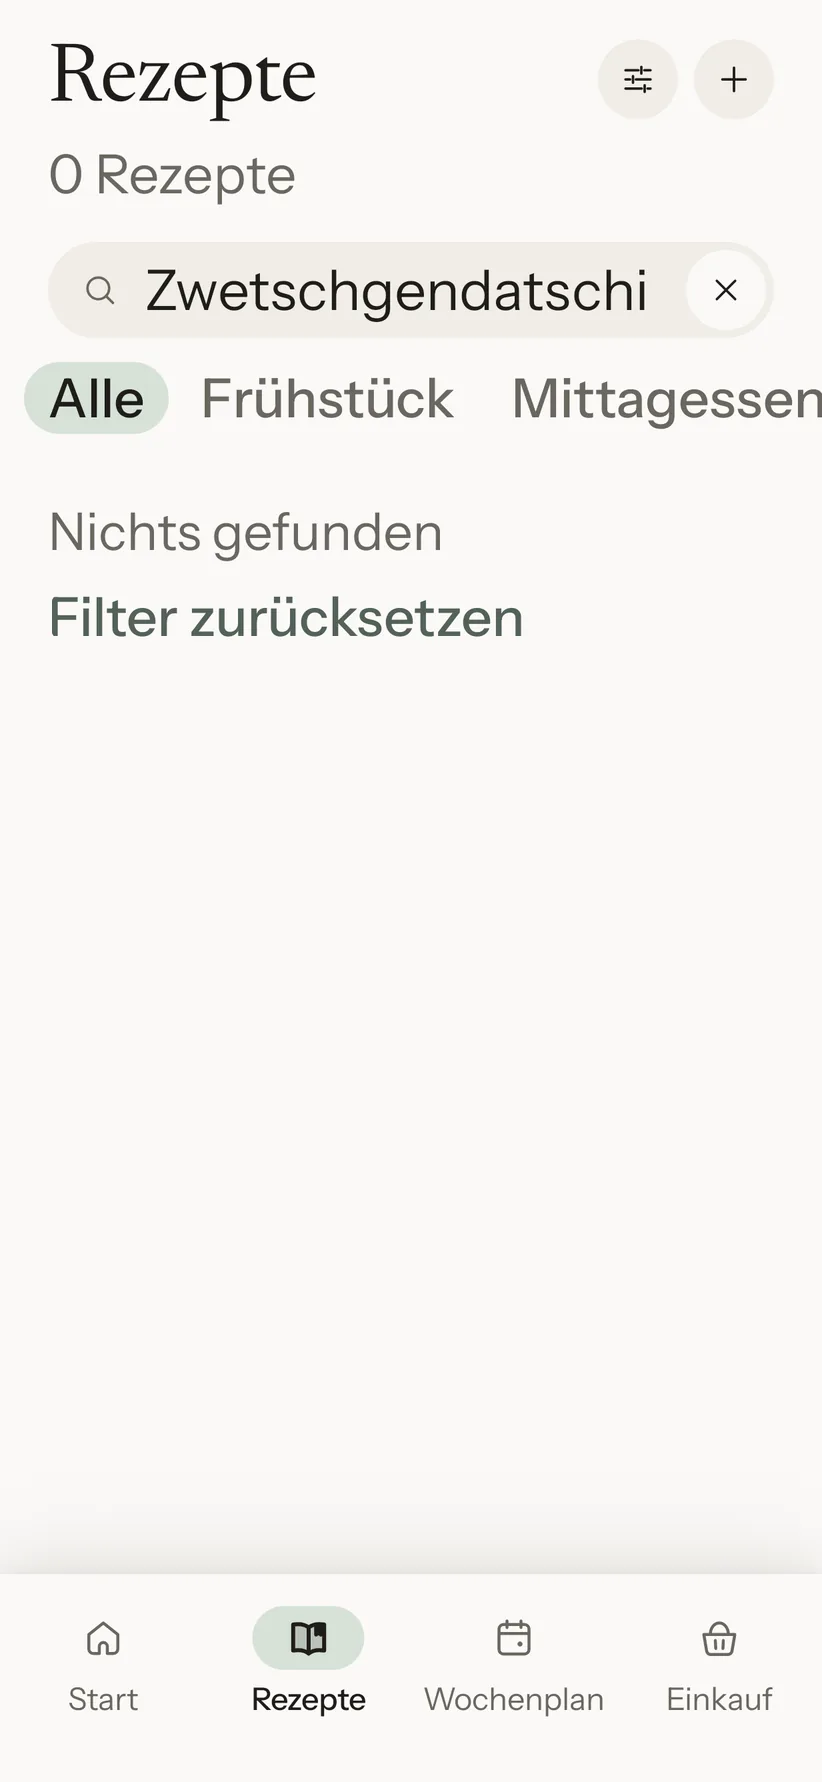 Rezepte
0 Rezepte
Zwetschgendatschi
Alle Frühstück Mittagessen
Nichts gefunden
Filter zurücksetzen
Start Rezepte Wochenplan Einkauf